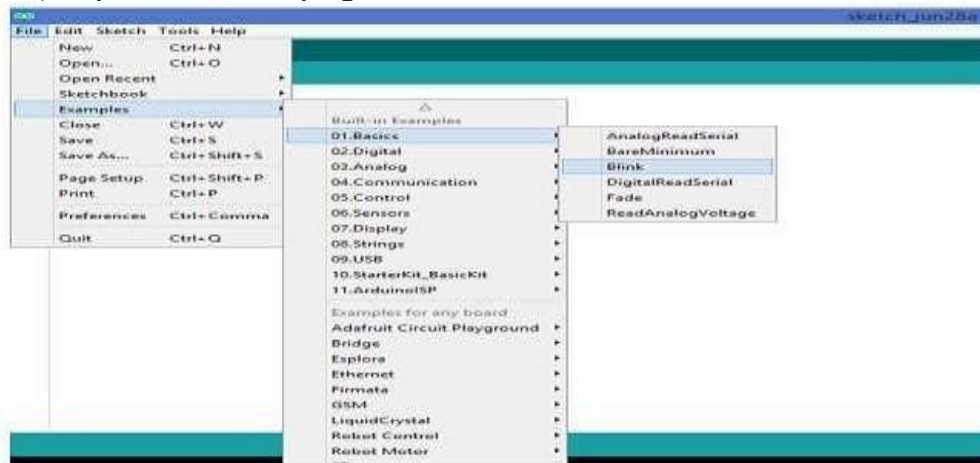 sketch_jun28a
File Edit Sketch Tools Help
New Ctrl+N
Open... Ctrl+O
Open Recent
Sketchbook
Examples
Close Ctrl+W
Save Ctrl+S
Save As... Ctrl+Shift+S
Page Setup Ctrl+Shift+P
Print Ctrl+P
Preferences Ctrl+Comma
Quit Ctrl+Q
Built-in Examples
01.Basics
02.Digital
03.Analog
04.Communication
05.Control
06.Sensors
07.Display
08.Strings
09.USB
10.StarterKit_BasicKit
11.ArduinoISP
Examples for any board
Adafruit Circuit Playground
Bridge
Esplora
Ethernet
Firmata
GSM
LiquidCrystal
Robot Control
Robot Motor
AnalogReadSerial
BareMinimum
Blink
DigitalReadSerial
Fade
ReadAnalogVoltage